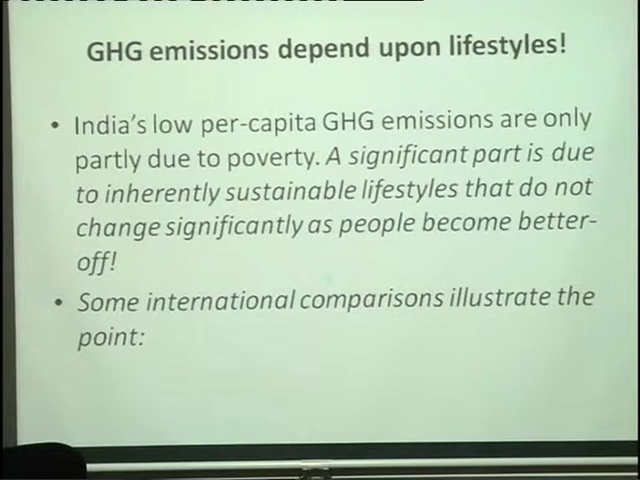 GHG emissions depend upon lifestyles!
• India's low per-capita GHG emissions are only
partly due to poverty. A significant part is due
to inherently sustainable lifestyles that do not
change significantly as people become better-
off!
• Some international comparisons illustrate the
point: